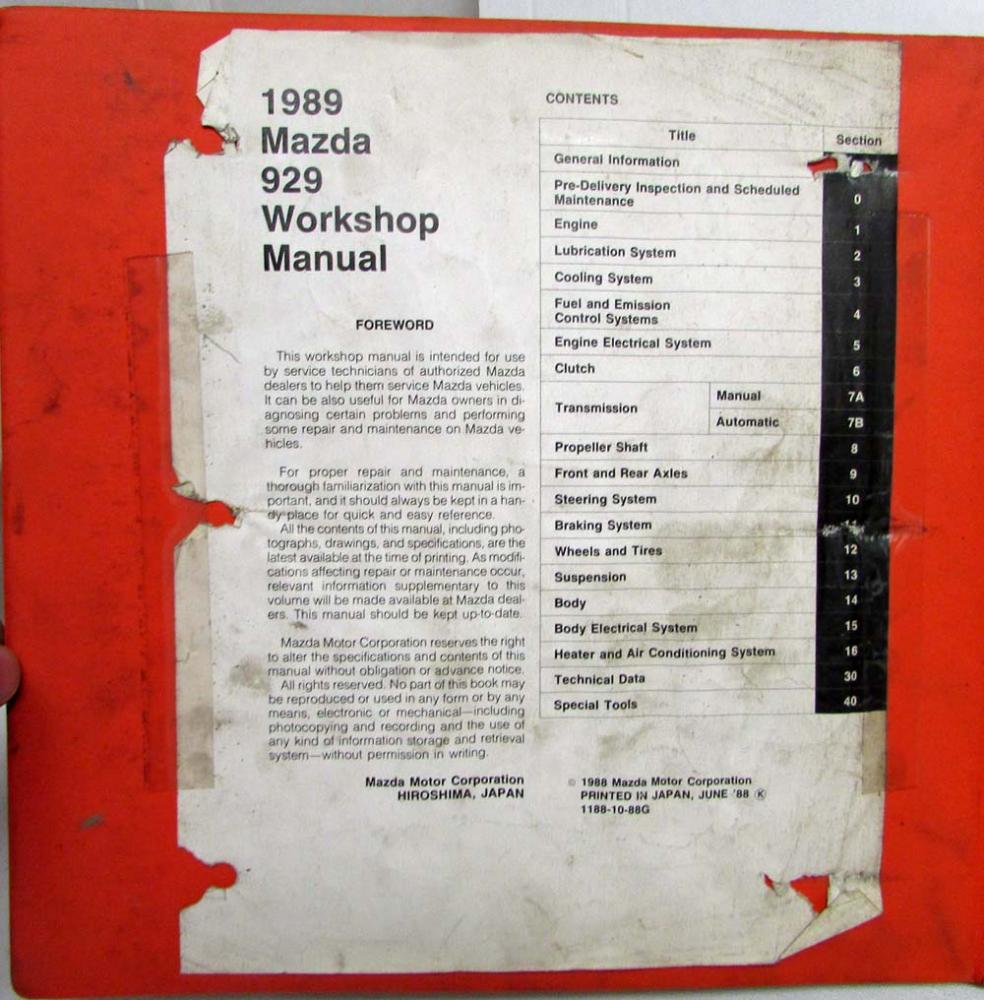 1989
Mazda
929
Workshop
Manual
FOREWORD
This workshop manual is intended for use
by service technicians of authorized Mazda
dealers to help them service Mazda vehicles.
It can be also useful for Mazda owners in di-
agnosing certain problems and performing
some repair and maintenance on Mazda ve-
hicles.
For proper repair and maintenance, a
thorough familiarization with this manual is im-
portant, and it should always be kept in a han-
dy place for quick and easy reference.
All the contents of this manual, including pho-
tographs, drawings, and specifications, are the
latest available at the time of printing. As modifi-
cations affecting repair or maintenance occur,
relevant information supplementary to this
volume will be made available at Mazda deal-
ers. This manual should be kept up-to-date.
Mazda Motor Corporation reserves the right
to alter the specifications and contents of this
manual without obligation or advance notice.
All rights reserved. No part of this book may
be reproduced or used in any form or by any
means, electronic or mechanical—including
photocopying and recording and the use of
any kind of information storage and retrieval
system—without permission in writing.
Mazda Motor Corporation
HIROSHIMA, JAPAN
CONTENTS
Title Section
General Information
Pre-Delivery Inspection and Scheduled
Maintenance 0
Engine 1
Lubrication System 2
Cooling System 3
Fuel and Emission
Control Systems 4
Engine Electrical System 5
Clutch 6
Transmission Manual 7A
Automatic 7B
Propeller Shaft 8
Front and Rear Axles 9
Steering System 10
Braking System 11
Wheels and Tires 12
Suspension 13
Body 14
Body Electrical System 15
Heater and Air Conditioning System 16
Technical Data 30
Special Tools 40
© 1988 Mazda Motor Corporation
PRINTED IN JAPAN, JUNE '88 Ⓚ
1188-10-88G